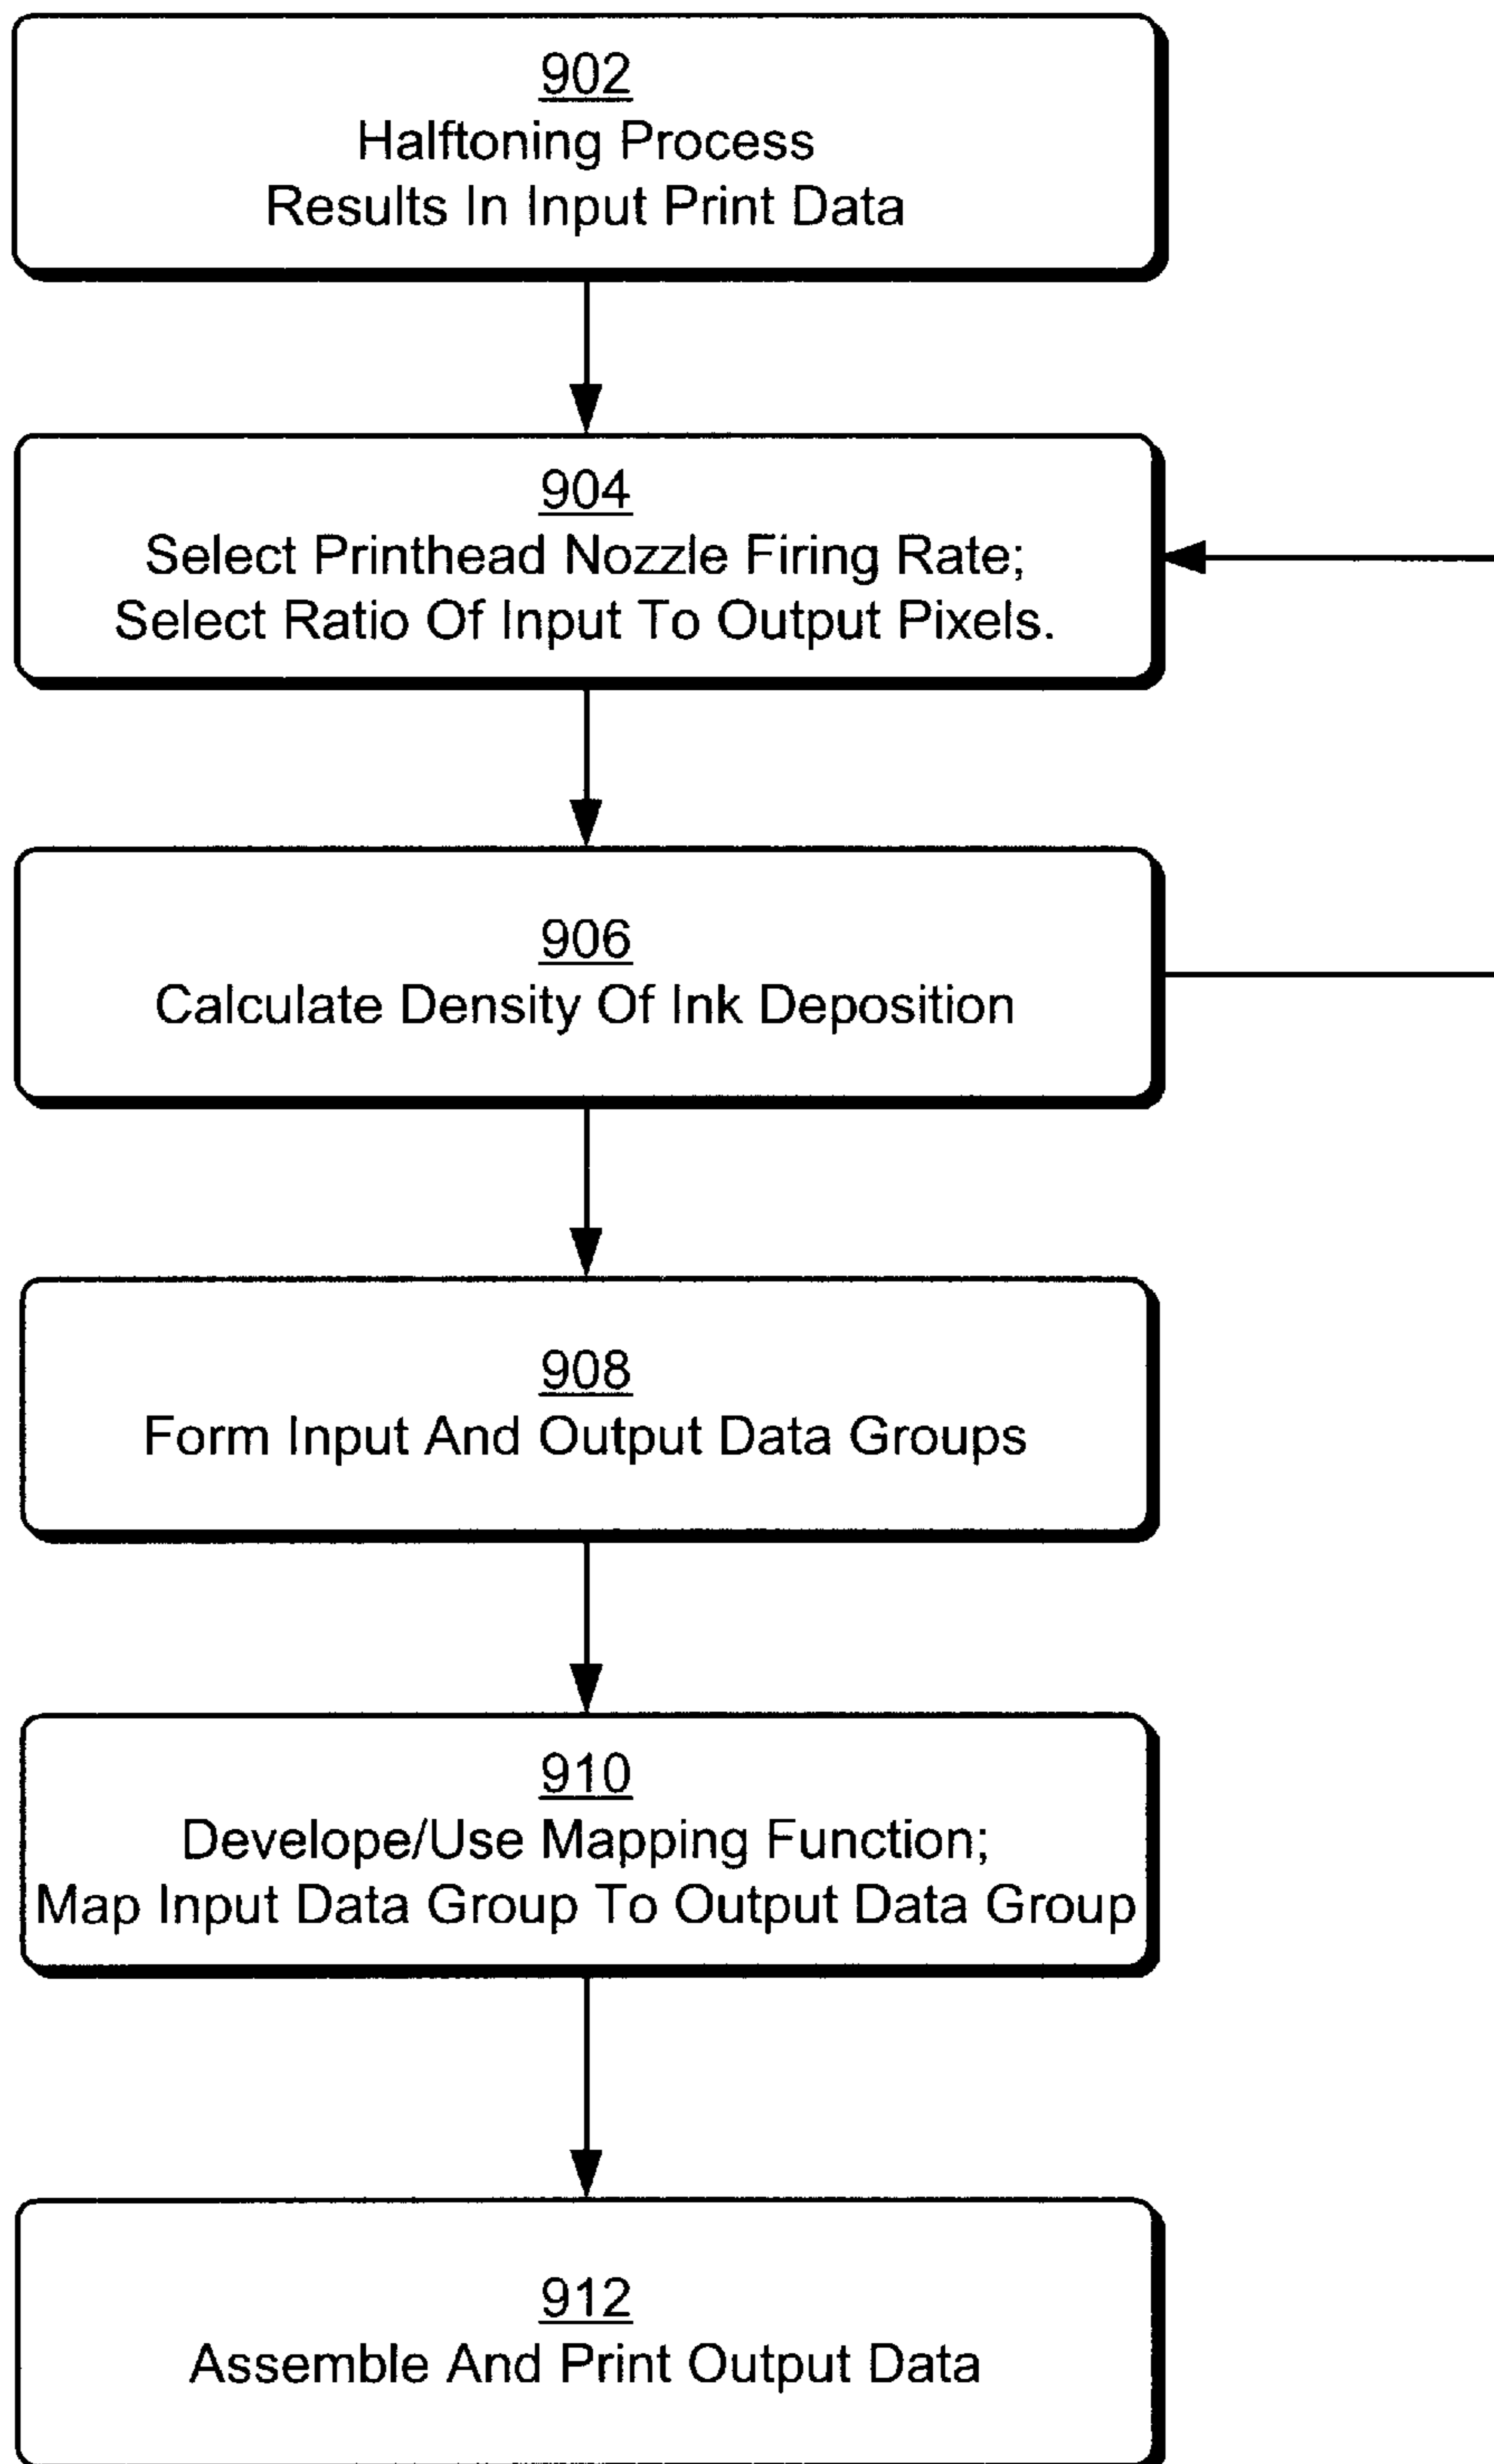 902
Halftoning Process
Results In Input Print Data
904
Select Printhead Nozzle Firing Rate;
Select Ratio Of Input To Output Pixels.
906
Calculate Density Of Ink Deposition
908
Form Input And Output Data Groups
910
Develope/Use Mapping Function;
Map Input Data Group To Output Data Group
912
Assemble And Print Output Data